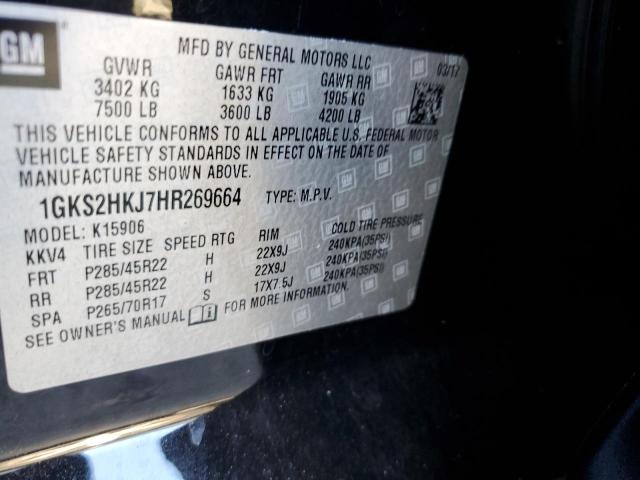 GM
MFD BY GENERAL MOTORS LLC
03/17
GVWR GAWR FRT GAWR RR
3402 KG 1633 KG 1905 KG
7500 LB 3600 LB 4200 LB
THIS VEHICLE CONFORMS TO ALL APPLICABLE U.S. FEDERAL MOTOR
VEHICLE SAFETY STANDARDS IN EFFECT ON THE DATE OF
MANUFACTURE SHOWN ABOVE.
1GKS2HKJ7HR269664 TYPE: M.P.V.
MODEL: K15906
KKV4 TIRE SIZE SPEED RTG RIM COLD TIRE PRESSURE
FRT P285/45R22 H 22X9J 240KPA(35PSI)
RR P285/45R22 H 22X9J 240KPA(35PSI)
SPA P265/70R17 S 17X7.5J 240KPA(35PSI)
SEE OWNER'S MANUAL i FOR MORE INFORMATION.